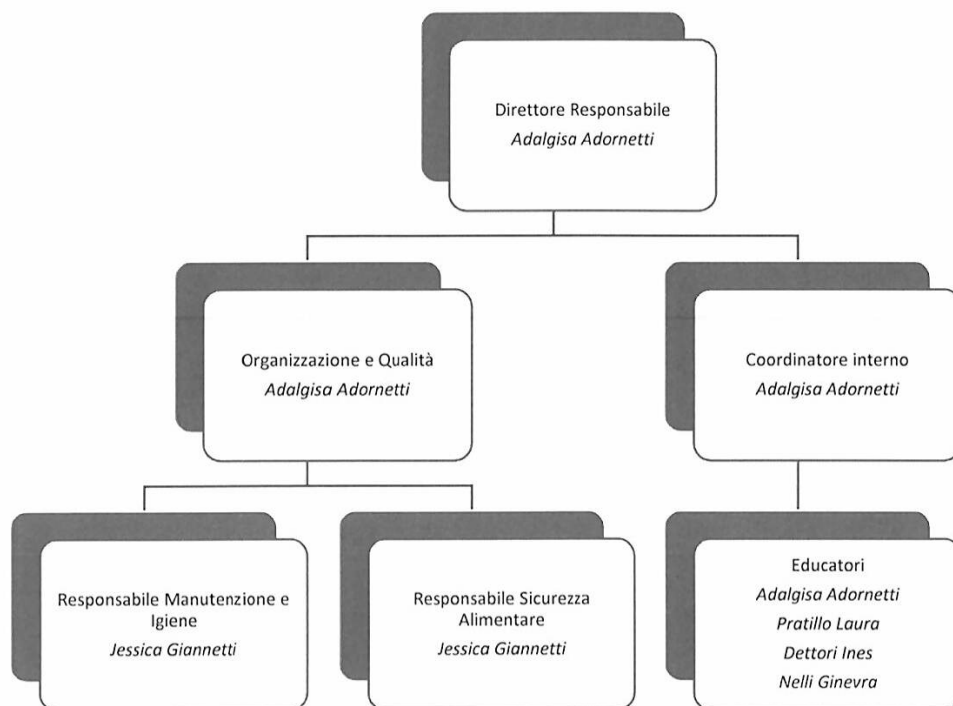 Direttore Responsabile
Adalgisa Adornetti
Organizzazione e Qualità
Adalgisa Adornetti
Coordinatore interno
Adalgisa Adornetti
Responsabile Manutenzione e
Igiene
Jessica Giannetti
Responsabile Sicurezza
Alimentare
Jessica Giannetti
Educatori
Adalgisa Adornetti
Pratillo Laura
Dettori Ines
Nelli Ginevra